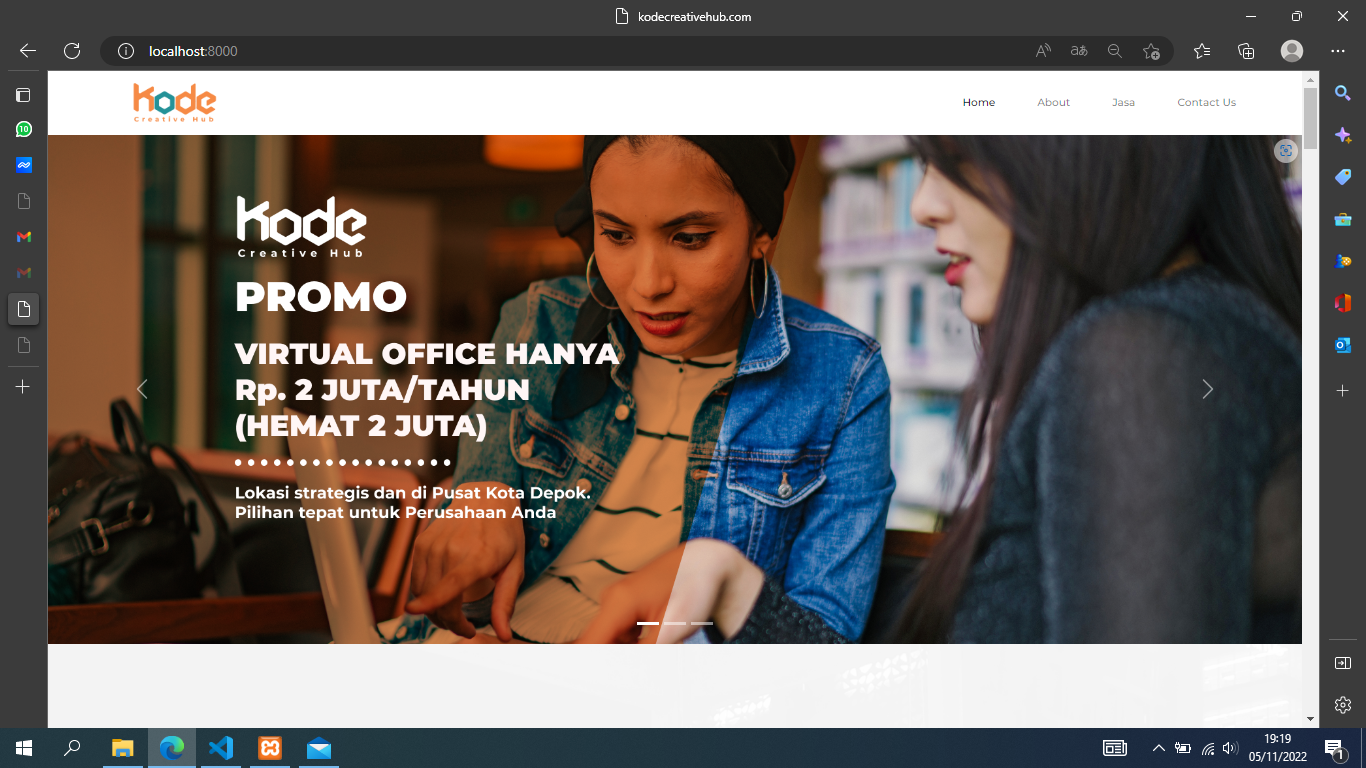 kodecreativehub.com
localhost:8000
kode
Creative Hub
Home
About
Jasa
Contact Us
kode
Creative Hub
PROMO
VIRTUAL OFFICE HANYA
Rp. 2 JUTA/TAHUN
(HEMAT 2 JUTA)
Lokasi strategis dan di Pusat Kota Depok.
Pilihan tepat untuk Perusahaan Anda
10
19:19
05/11/2022
1